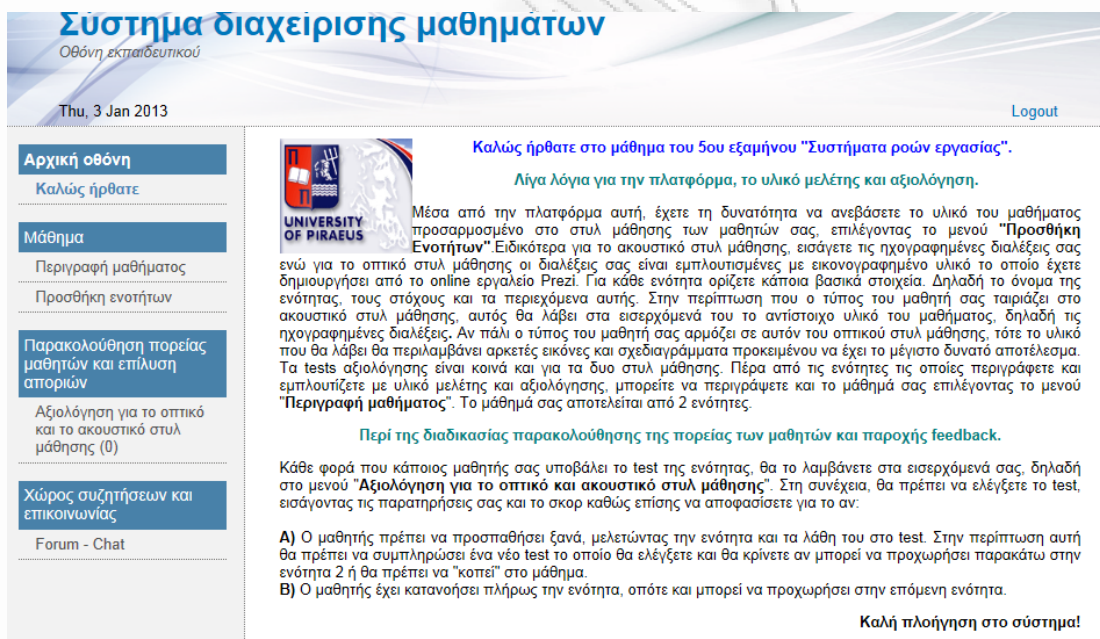 Σύστημα διαχείρισης μαθημάτων
Οθόνη εκπαιδευτικού
Thu, 3 Jan 2013
Logout
Αρχική οθόνη
Καλώς ήρθατε
Μάθημα
Περιγραφή μαθήματος
Προσθήκη ενοτήτων
Παρακολούθηση πορείας
μαθητών και επίλυση
αποριών
Αξιολόγηση για το οπτικό
και το ακουστικό στυλ
μάθησης (0)
Χώρος συζητήσεων και
επικοινωνίας
Forum - Chat
UNIVERSITY
OF PIRAEUS
Καλώς ήρθατε στο μάθημα του 5ου εξαμήνου "Συστήματα ροών εργασίας".
Λίγα λόγια για την πλατφόρμα, το υλικό μελέτης και αξιολόγηση.
Μέσα από την πλατφόρμα αυτή, έχετε τη δυνατότητα να ανεβάσετε το υλικό του μαθήματος
προσαρμοσμένο στο στυλ μάθησης των μαθητών σας, επιλέγοντας το μενού "Προσθήκη
Ενοτήτων".Ειδικότερα για το ακουστικό στυλ μάθησης, εισάγετε τις ηχογραφημένες διαλέξεις σας
ενώ για το οπτικό στυλ μάθησης οι διαλέξεις σας είναι εμπλουτισμένες με εικονογραφημένο υλικό το οποίο έχετε
δημιουργήσει από το online εργαλείο Prezi. Για κάθε ενότητα ορίζετε κάποια βασικά στοιχεία. Δηλαδή το όνομα της
ενότητας, τους στόχους και τα περιεχόμενα αυτής. Στην περίπτωση που ο τύπος του μαθητή σας ταιριάζει στο
ακουστικό στυλ μάθησης, αυτός θα λάβει στα εισερχόμενά του το αντίστοιχο υλικό του μαθήματος, δηλαδή τις
ηχογραφημένες διαλέξεις. Αν πάλι ο τύπος του μαθητή σας αρμόζει σε αυτόν του οπτικού στυλ μάθησης, τότε το υλικό
που θα λάβει θα περιλαμβάνει αρκετές εικόνες και σχεδιαγράμματα προκειμένου να έχει το μέγιστο δυνατό αποτέλεσμα.
Τα tests αξιολόγησης είναι κοινά και για τα δυο στυλ μάθησης. Πέρα από τις ενότητες τις οποίες περιγράφετε και
εμπλουτίζετε με υλικό μελέτης και αξιολόγησης, μπορείτε να περιγράψετε και το μάθημά σας επιλέγοντας το μενού
"Περιγραφή μαθήματος". Το μάθημά σας αποτελείται από 2 ενότητες.
Περί της διαδικασίας παρακολούθησης της πορείας των μαθητών και παροχής feedback.
Κάθε φορά που κάποιος μαθητής σας υποβάλει το test της ενότητας, θα το λαμβάνετε στα εισερχόμενά σας, δηλαδή
στο μενού "Αξιολόγηση για το οπτικό και ακουστικό στυλ μάθησης". Στη συνέχεια, θα πρέπει να ελέγξετε το test,
εισάγοντας τις παρατηρήσεις σας και το σκορ καθώς επίσης να αποφασίσετε για το αν:
Α) Ο μαθητής πρέπει να προσπαθήσει ξανά, μελετώντας την ενότητα και τα λάθη του στο test. Στην περίπτωση αυτή
θα πρέπει να συμπληρώσει ένα νέο test το οποίο θα ελέγξετε και θα κρίνετε αν μπορεί να προχωρήσει παρακάτω στην
ενότητα 2 ή θα πρέπει να "κοπεί" στο μάθημα.
Β) Ο μαθητής έχει κατανοήσει πλήρως την ενότητα, οπότε και μπορεί να προχωρήσει στην επόμενη ενότητα.
Καλή πλοήγηση στο σύστημα!